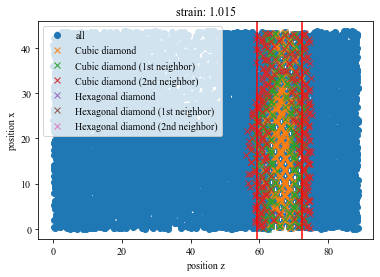 strain: 1.015
40
30
20
10
0
position x
all
Cubic diamond
Cubic diamond (1st neighbor)
Cubic diamond (2nd neighbor)
Hexagonal diamond
Hexagonal diamond (1st neighbor)
Hexagonal diamond (2nd neighbor)
0 20 40 60 80
position z